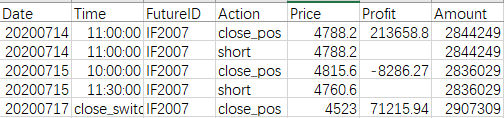 Date Time FutureID Action Price Profit Amount
20200714 11:00:00 IF2007 close_pos 4788.2 213658.8 2844249
20200714 11:00:00 IF2007 short 4788.2 2844249
20200715 10:00:00 IF2007 close_pos 4815.6 -8286.27 2836029
20200715 11:30:00 IF2007 short 4760.6 2836029
20200717 close_switc IF2007 close_pos 4523 71215.94 2907309